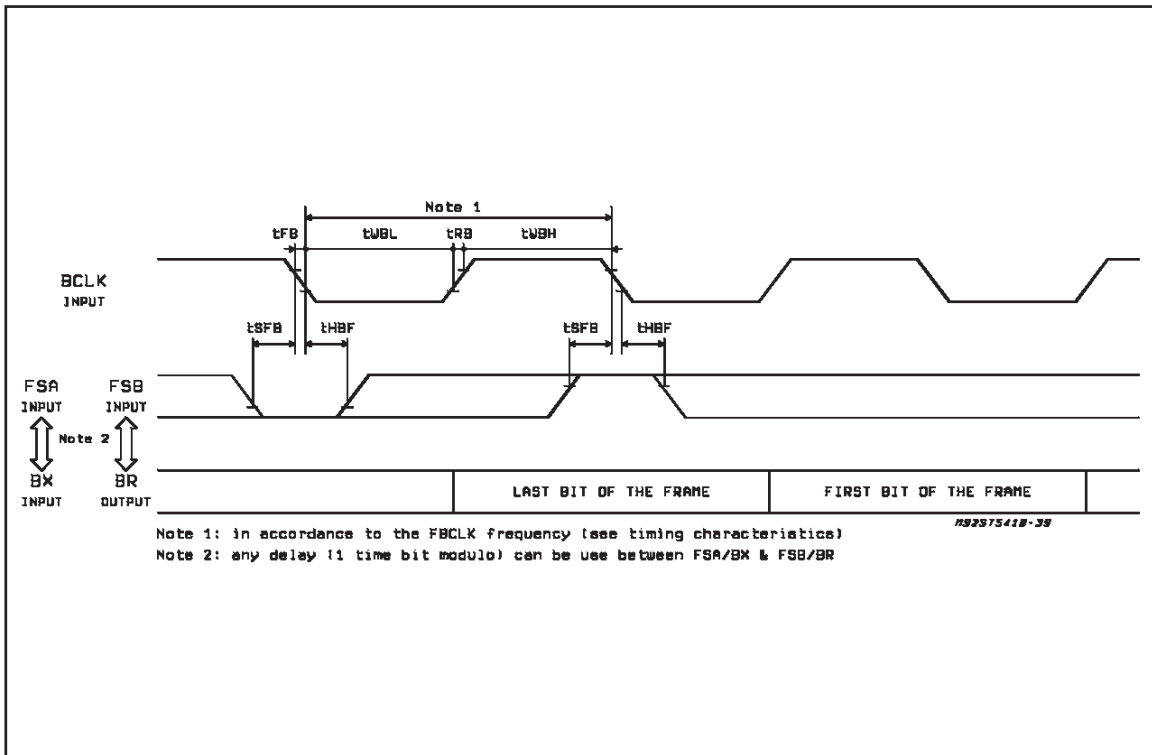 Note 1
tFB tWBL tRB tWBH
BCLK
INPUT
tSFB tHBF tSFB tHBF
FSA FSB
INPUT INPUT
Note 2
BX BR
INPUT OUTPUT
LAST BIT OF THE FRAME FIRST BIT OF THE FRAME
M92ST5410-39
Note 1: in accordance to the FBCLK frequency (see timing characteristics)
Note 2: any delay (1 time bit modulo) can be use between FSA/BX & FSB/BR